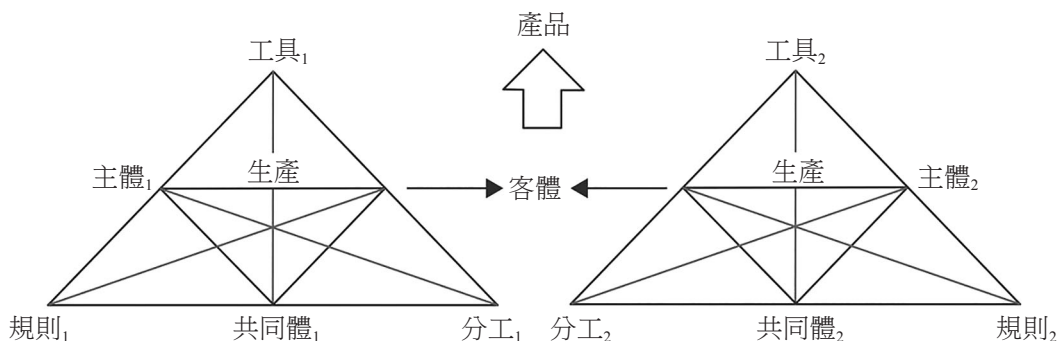 產品
工具₁
工具₂
主體₁
生產
客體
生產
主體₂
規則₁
共同體₁
分工₁
分工₂
共同體₂
規則₂